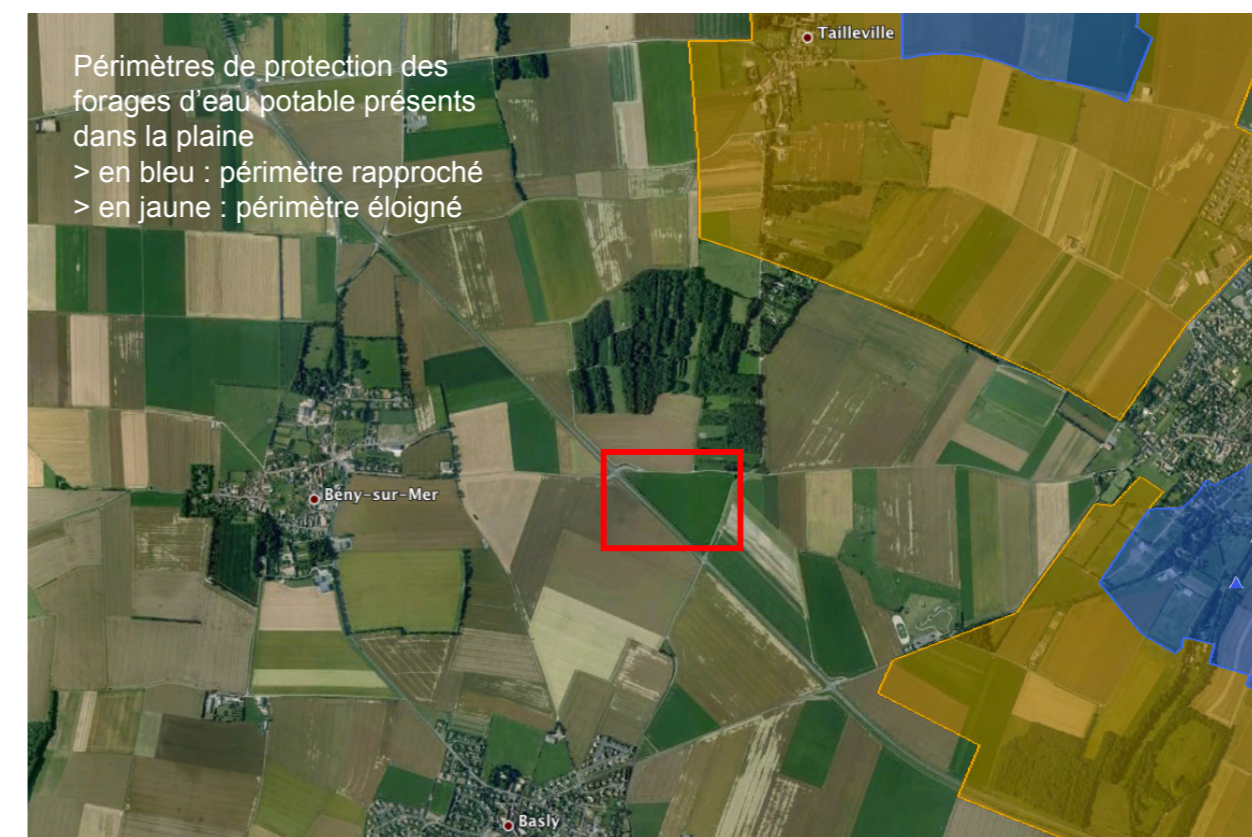 Périmètres de protection des
forages d'eau potable présents
dans la plaine
> en bleu : périmètre rapproché
> en jaune : périmètre éloigné
Tailleville
Bény-sur-Mer
Basly